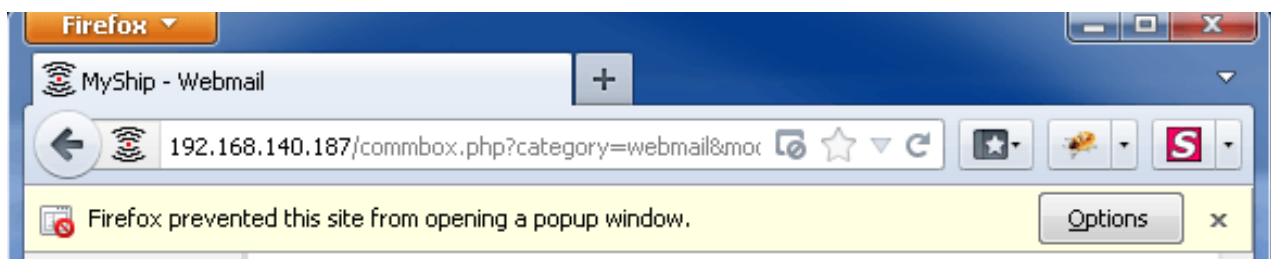 Firefox
MyShip - Webmail
192.168.140.187/commbox.php?category=webmail&moc
S
Firefox prevented this site from opening a popup window. Options